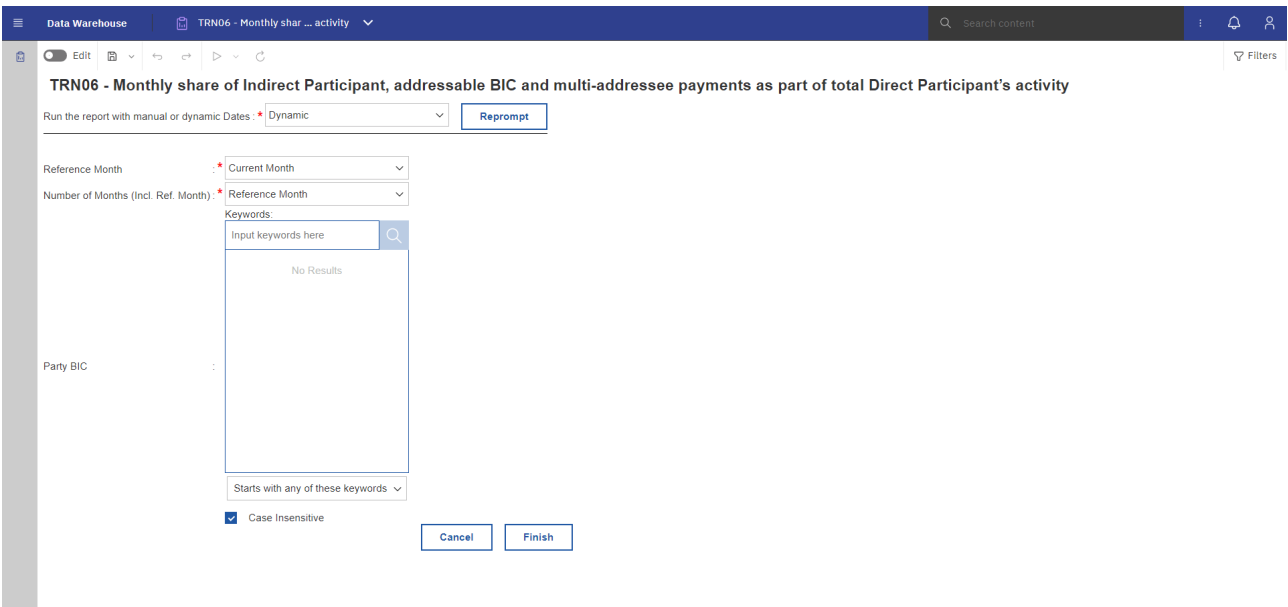 Data Warehouse TRN06 - Monthly shar ... activity Search content
Edit Filters
TRN06 - Monthly share of Indirect Participant, addressable BIC and multi-addressee payments as part of total Direct Participant's activity
Run the report with manual or dynamic Dates : * Dynamic Reprompt
Reference Month : * Current Month
Number of Months (Incl. Ref. Month) : * Reference Month
Keywords:
Input keywords here
No Results
Party BIC :
Starts with any of these keywords
Case Insensitive
Cancel Finish